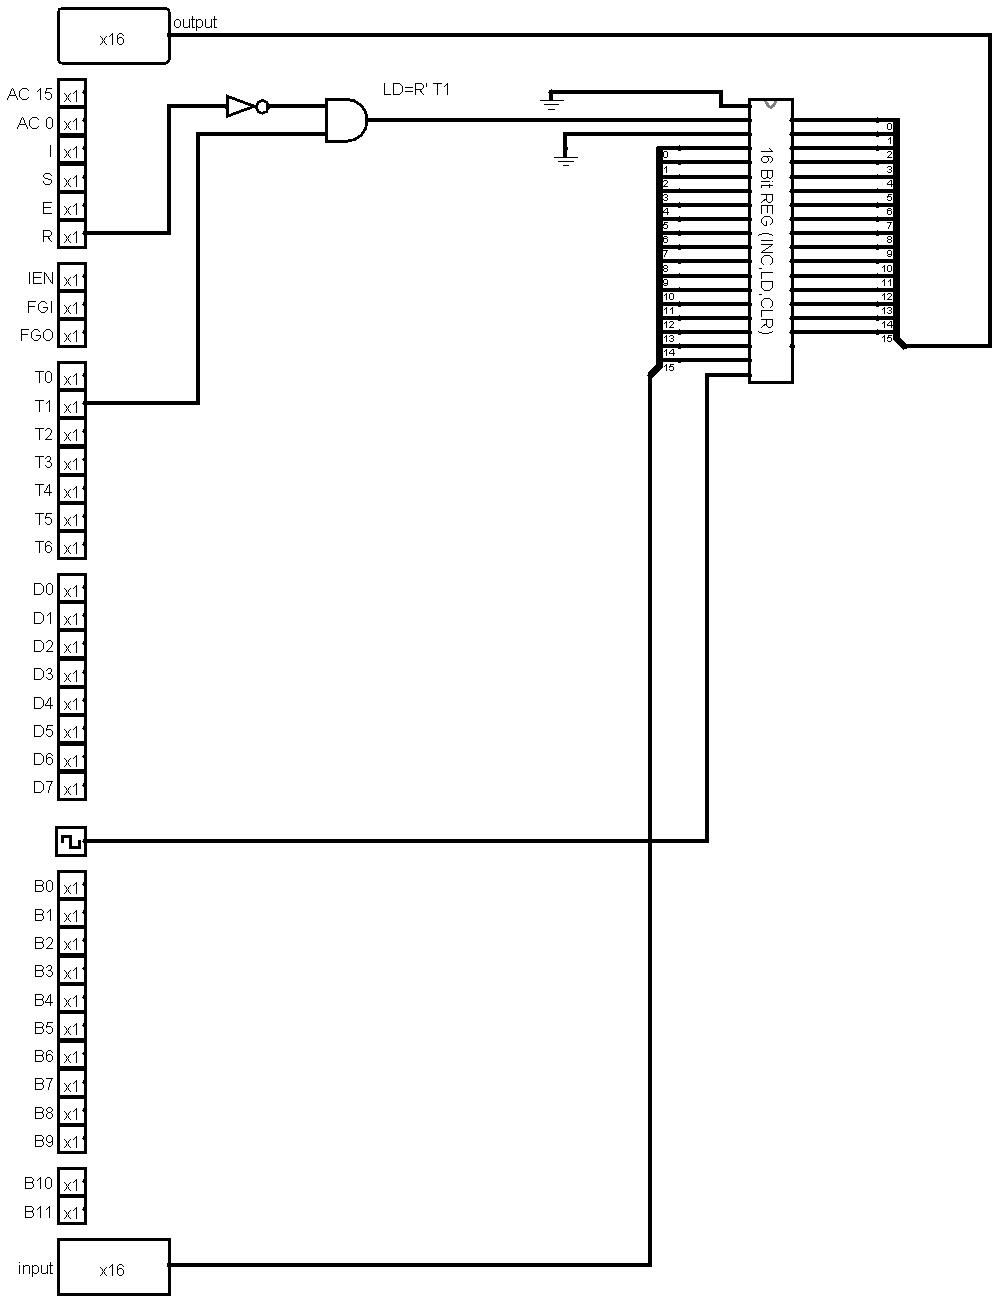 output
x16
LD=R' T1
AC 15 x1
AC 0 x1
I x1
S x1
E x1
R x1
IEN x1
FGI x1
FGO x1
T0 x1
T1 x1
T2 x1
T3 x1
T4 x1
T5 x1
T6 x1
D0 x1
D1 x1
D2 x1
D3 x1
D4 x1
D5 x1
D6 x1
D7 x1
B0 x1
B1 x1
B2 x1
B3 x1
B4 x1
B5 x1
B6 x1
B7 x1
B8 x1
B9 x1
B10 x1
B11 x1
input x16
0
1
2
3
4
5
6
7
8
9
10
11
12
13
14
15
16 Bit REG (INC,LD,CLR)
0
1
2
3
4
5
6
7
8
9
10
11
12
13
14
15